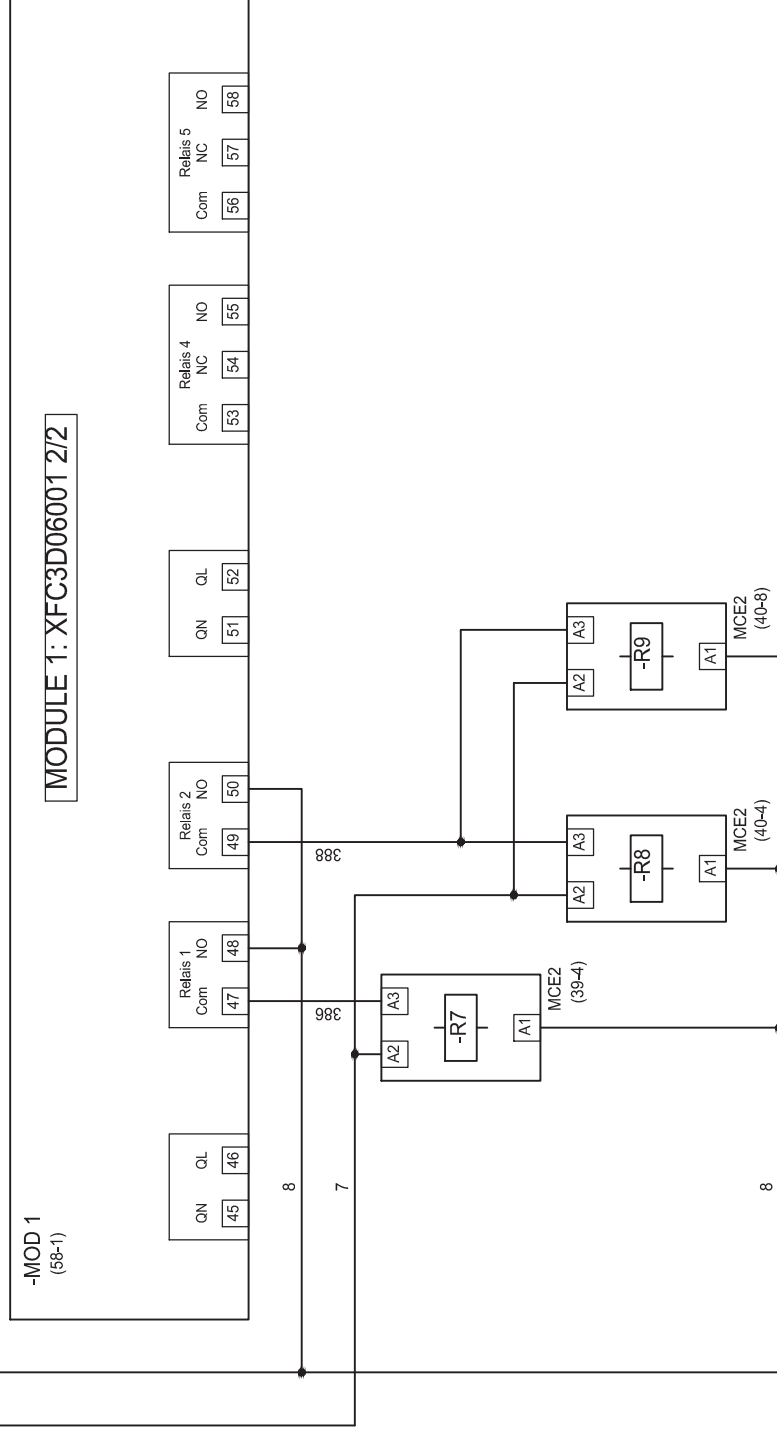 -MOD 1
(58-1)
MODULE 1: XFC3D06001 2/2
QN QL
45 46
Relais 1
Com NO
47 48
Relais 2
Com NO
49 50
QN QL
51 52
Relais 4
Com NC NO
53 54 55
Relais 5
Com NC NO
56 57 58
8
7
386
388
A2 A3
-R7
A1
MCE2
(39-4)
A2 A3
-R8
A1
MCE2
(40-4)
A2 A3
-R9
A1
MCE2
(40-8)
8